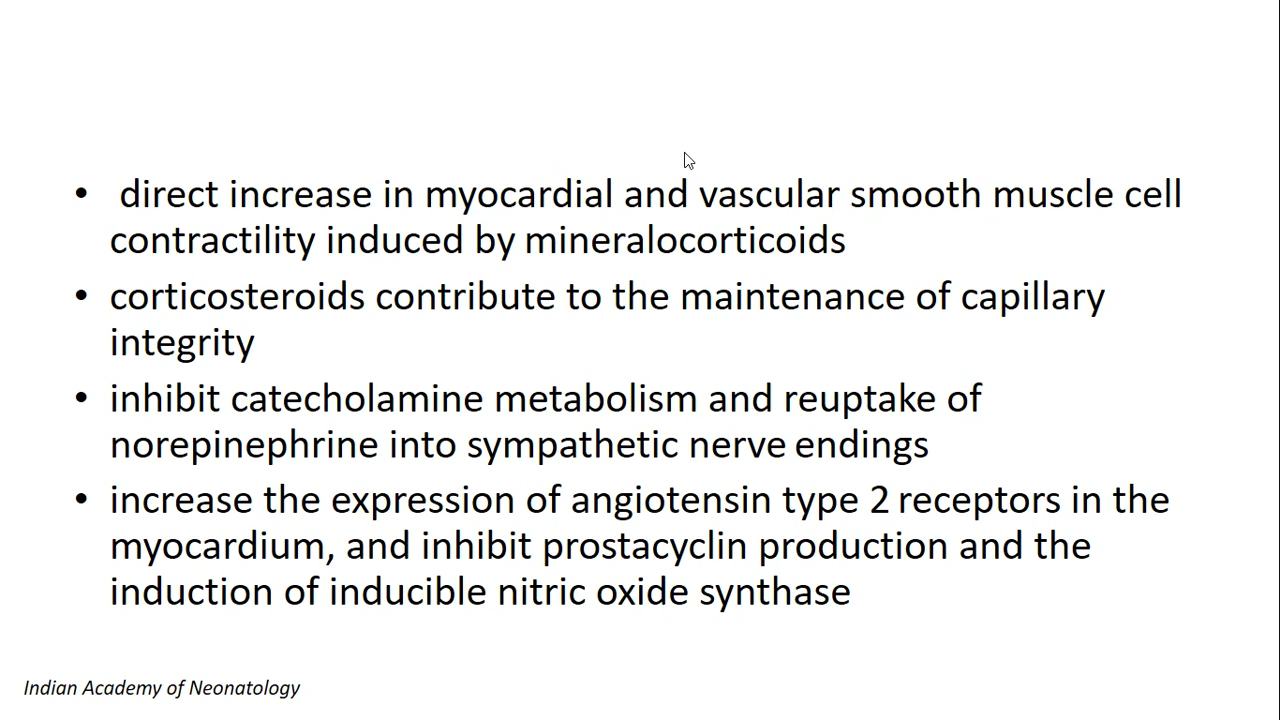 • direct increase in myocardial and vascular smooth muscle cell
contractility induced by mineralocorticoids
• corticosteroids contribute to the maintenance of capillary
integrity
• inhibit catecholamine metabolism and reuptake of
norepinephrine into sympathetic nerve endings
• increase the expression of angiotensin type 2 receptors in the
myocardium, and inhibit prostacyclin production and the
induction of inducible nitric oxide synthase
Indian Academy of Neonatology